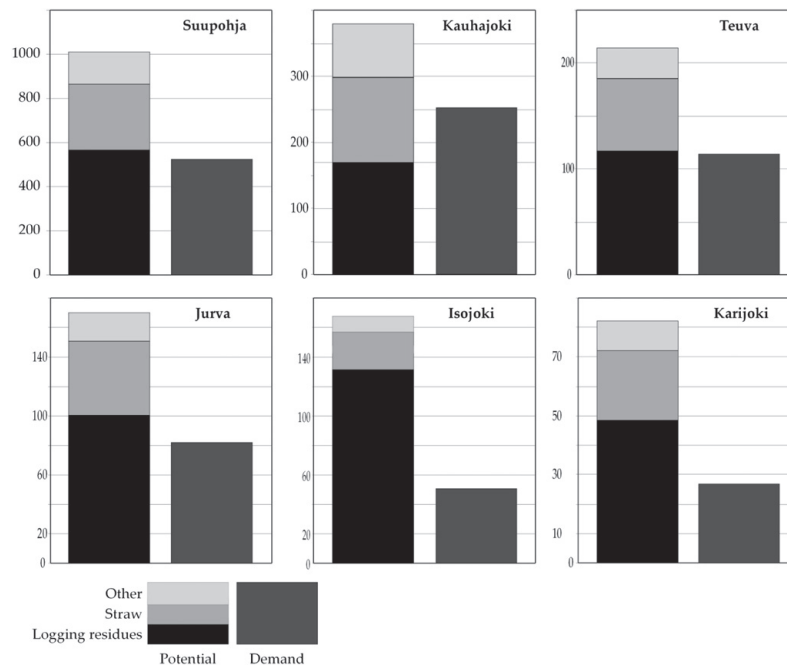 Suupohja
1000
800
600
400
200
0
Kauhajoki
300
200
100
0
Teuva
200
100
0
Jurva
140
100
60
20
0
Isojoki
140
100
60
20
0
Karijoki
70
50
30
10
0
Other
Straw
Logging residues
Potential
Demand